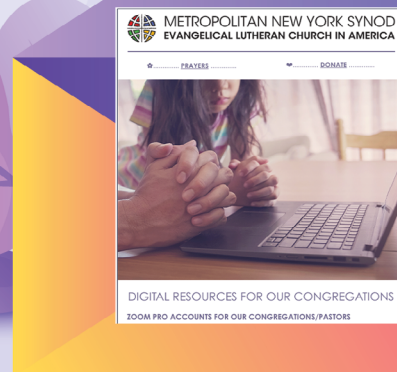 METROPOLITAN NEW YORK SYNOD
EVANGELICAL LUTHERAN CHURCH IN AMERICA
PRAYERS
DONATE
DIGITAL RESOURCES FOR OUR CONGREGATIONS
ZOOM PRO ACCOUNTS FOR OUR CONGREGATIONS/PASTORS